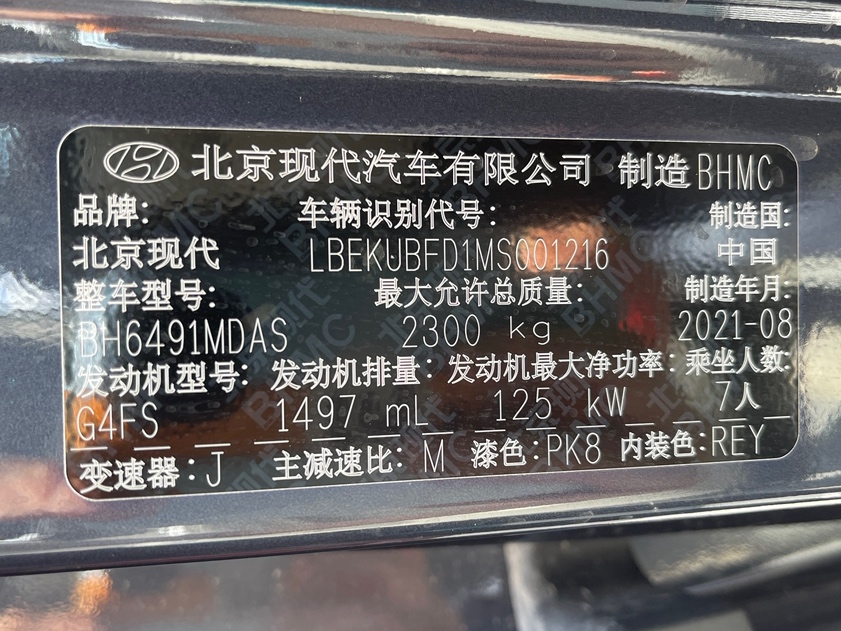 北京现代汽车有限公司 制造 BHMC
品牌: 车辆识别代号: 制造国:
北京现代 LBEKUBFD1MS001216 中国
整车型号: 最大允许总质量: 制造年月:
BH6491MDAS 2300 kg 2021-08
发动机型号: 发动机排量: 发动机最大净功率: 乘坐人数:
G4FS 1497 mL 125 kW 7人
变速器:J 主减速比: M 漆色:PK8 内装色:REY